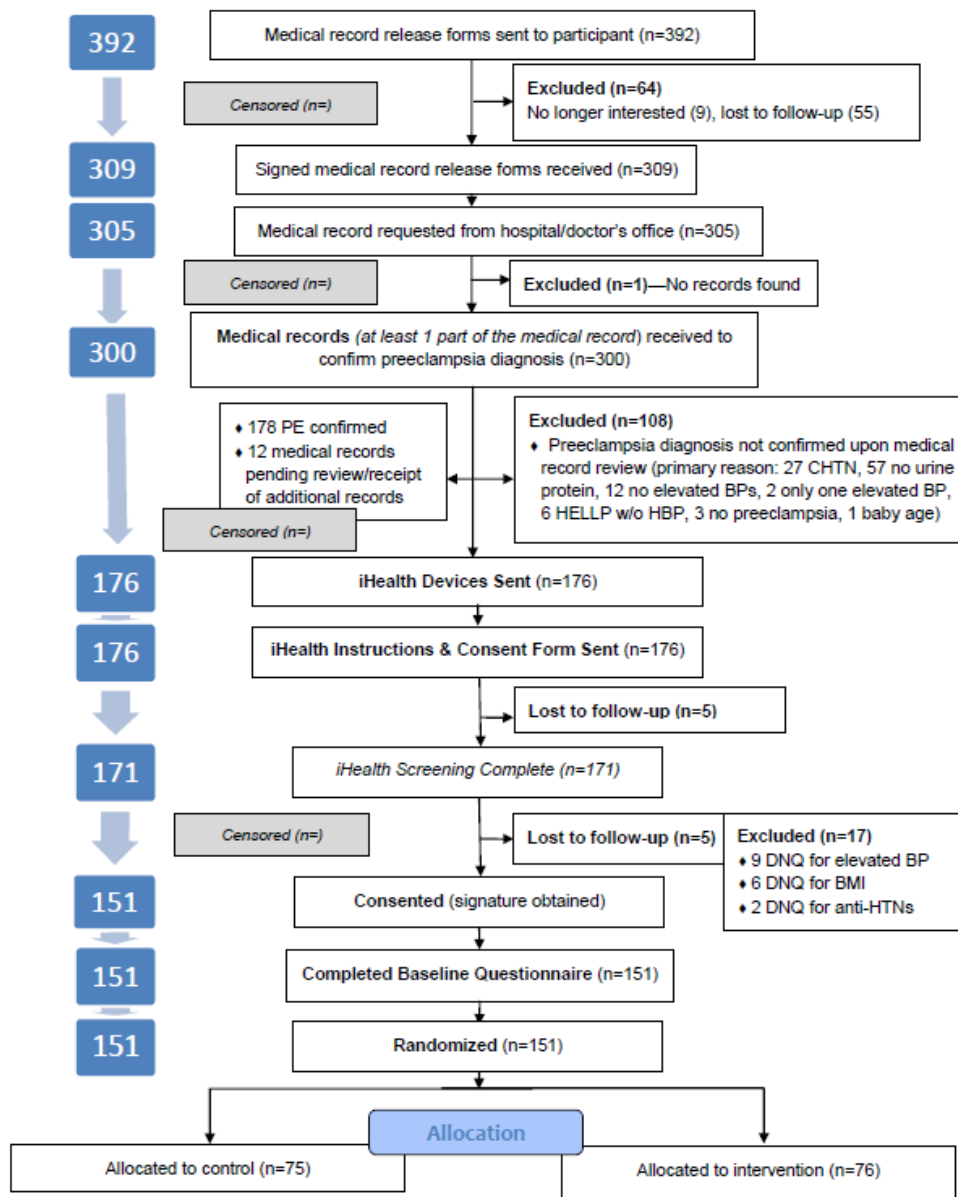 392
Medical record release forms sent to participant (n=392)
Excluded (n=64)
No longer interested (9), lost to follow-up (55)
Censored (n=)
309
Signed medical record release forms received (n=309)
305
Medical record requested from hospital/doctor's office (n=305)
Censored (n=)
Excluded (n=1)—No records found
300
Medical records (at least 1 part of the medical record) received to
confirm preeclampsia diagnosis (n=300)
♦ 178 PE confirmed
♦ 12 medical records
pending review/receipt
of additional records
Excluded (n=108)
♦ Preeclampsia diagnosis not confirmed upon medical
record review (primary reason: 27 CHTN, 57 no urine
protein, 12 no elevated BPs, 2 only one elevated BP,
6 HELLP w/o HBP, 3 no preeclampsia, 1 baby age)
Censored (n=)
176
iHealth Devices Sent (n=176)
176
iHealth Instructions & Consent Form Sent (n=176)
Lost to follow-up (n=5)
171
iHealth Screening Complete (n=171)
Censored (n=)
Lost to follow-up (n=5)
Excluded (n=17)
♦ 9 DNQ for elevated BP
♦ 6 DNQ for BMI
♦ 2 DNQ for anti-HTNs
151
Consented (signature obtained)
151
Completed Baseline Questionnaire (n=151)
151
Randomized (n=151)
Allocation
Allocated to control (n=75)
Allocated to intervention (n=76)